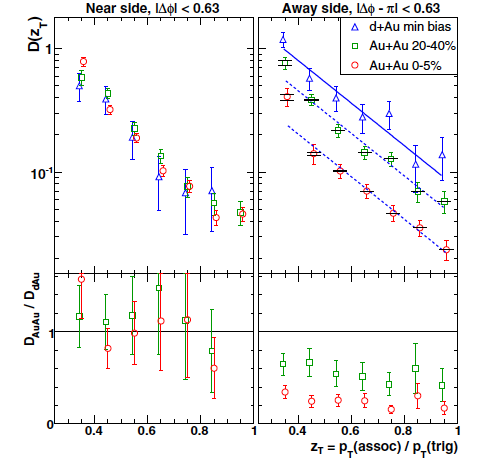 Near side, |Δϕ| < 0.63
Away side, |Δϕ - π| < 0.63
D(z_T)
d+Au min bias
Au+Au 20-40%
Au+Au 0-5%
1
10⁻¹
D_AuAu / D_dAu
1
0
0.4 0.6 0.8 1 0.4 0.6 0.8 1
z_T = p_T(assoc) / p_T(trig)